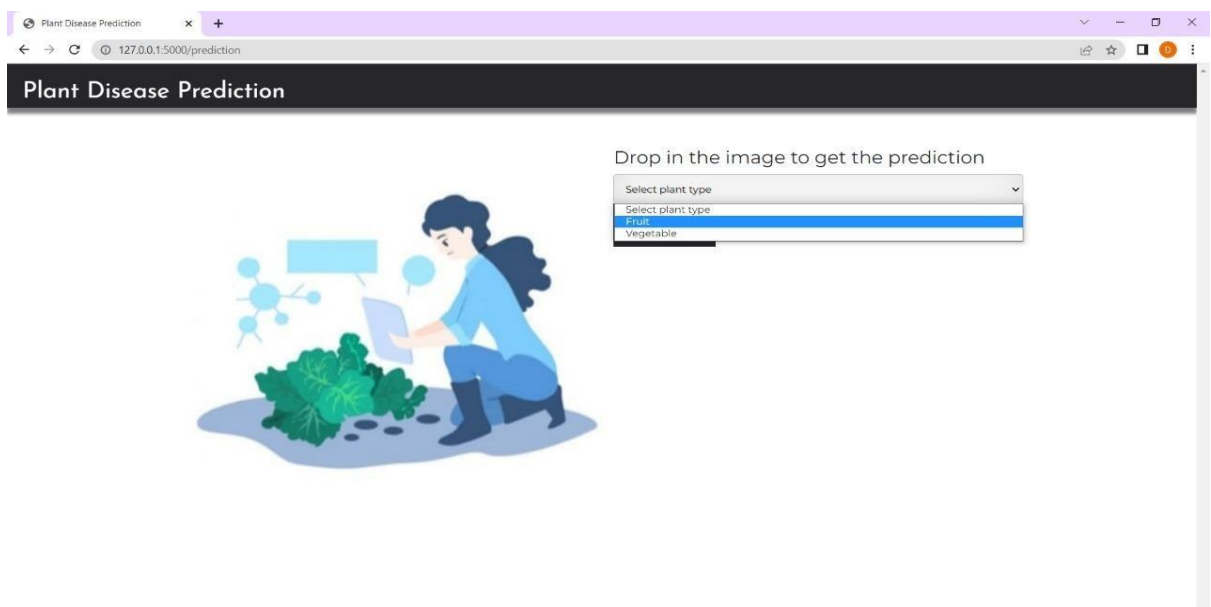 Plant Disease Prediction
127.0.0.1:5000/prediction
D
Plant Disease Prediction
Drop in the image to get the prediction
Select plant type
Select plant type
Fruit
Vegetable